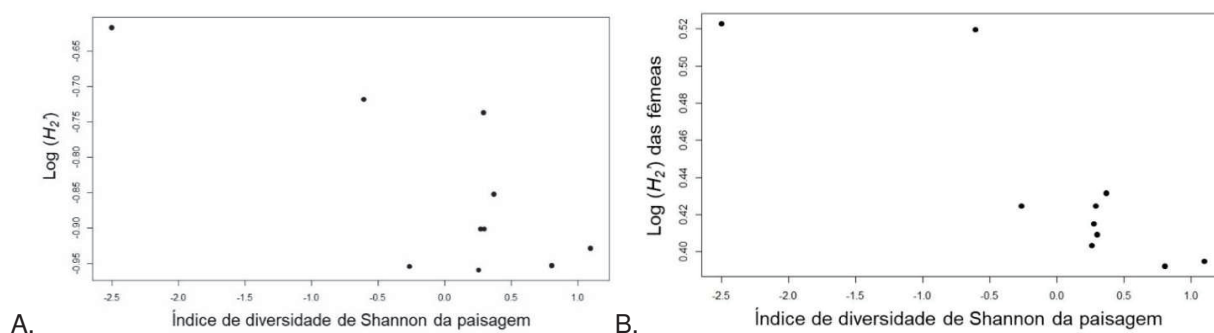 -0.65
-0.70
-0.75
-0.80
-0.85
-0.90
-0.95
Log (H₂')
-2.5 -2.0 -1.5 -1.0 -0.5 0.0 0.5 1.0
Índice de diversidade de Shannon da paisagem
A.
0.52
0.50
0.48
0.46
0.44
0.42
0.40
Log (H₂') das fêmeas
-2.5 -2.0 -1.5 -1.0 -0.5 0.0 0.5 1.0
Índice de diversidade de Shannon da paisagem
B.